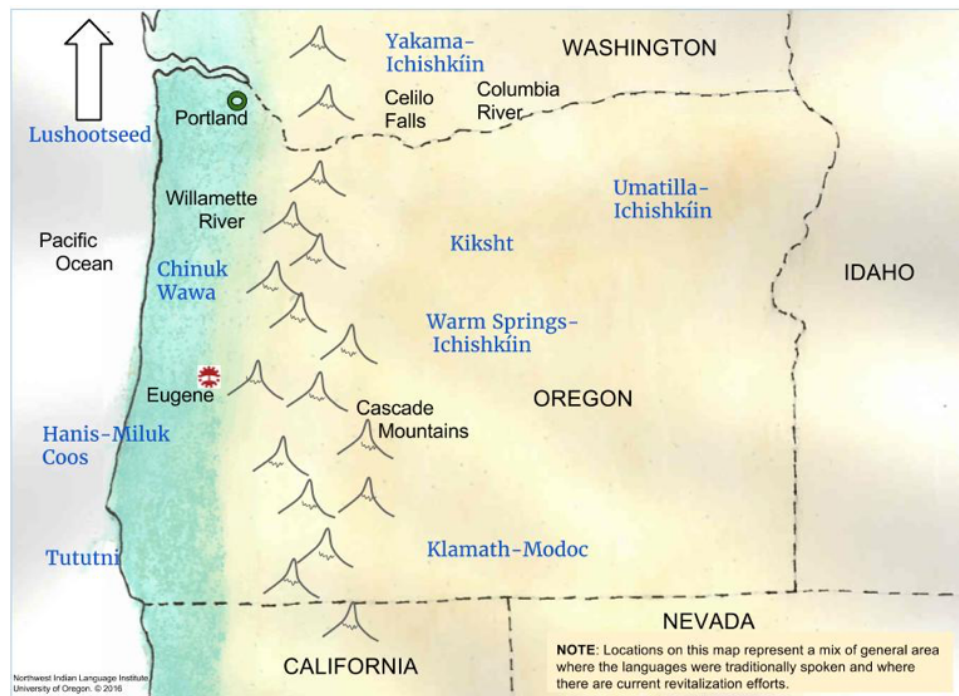 Yakama-
Ichishkíin
WASHINGTON
Lushootseed
Portland
Celilo
Falls
Columbia
River
Willamette
River
Umatilla-
Ichishkíin
Pacific
Ocean
Kiksht
Chinuk
Wawa
IDAHO
Warm Springs-
Ichishkíin
Eugene
OREGON
Cascade
Mountains
Hanis-Miluk
Coos
Tututni
Klamath-Modoc
NEVADA
CALIFORNIA
NOTE: Locations on this map represent a mix of general area
where the languages were traditionally spoken and where
there are current revitalization efforts.
Northwest Indian Language Institute
University of Oregon. © 2016